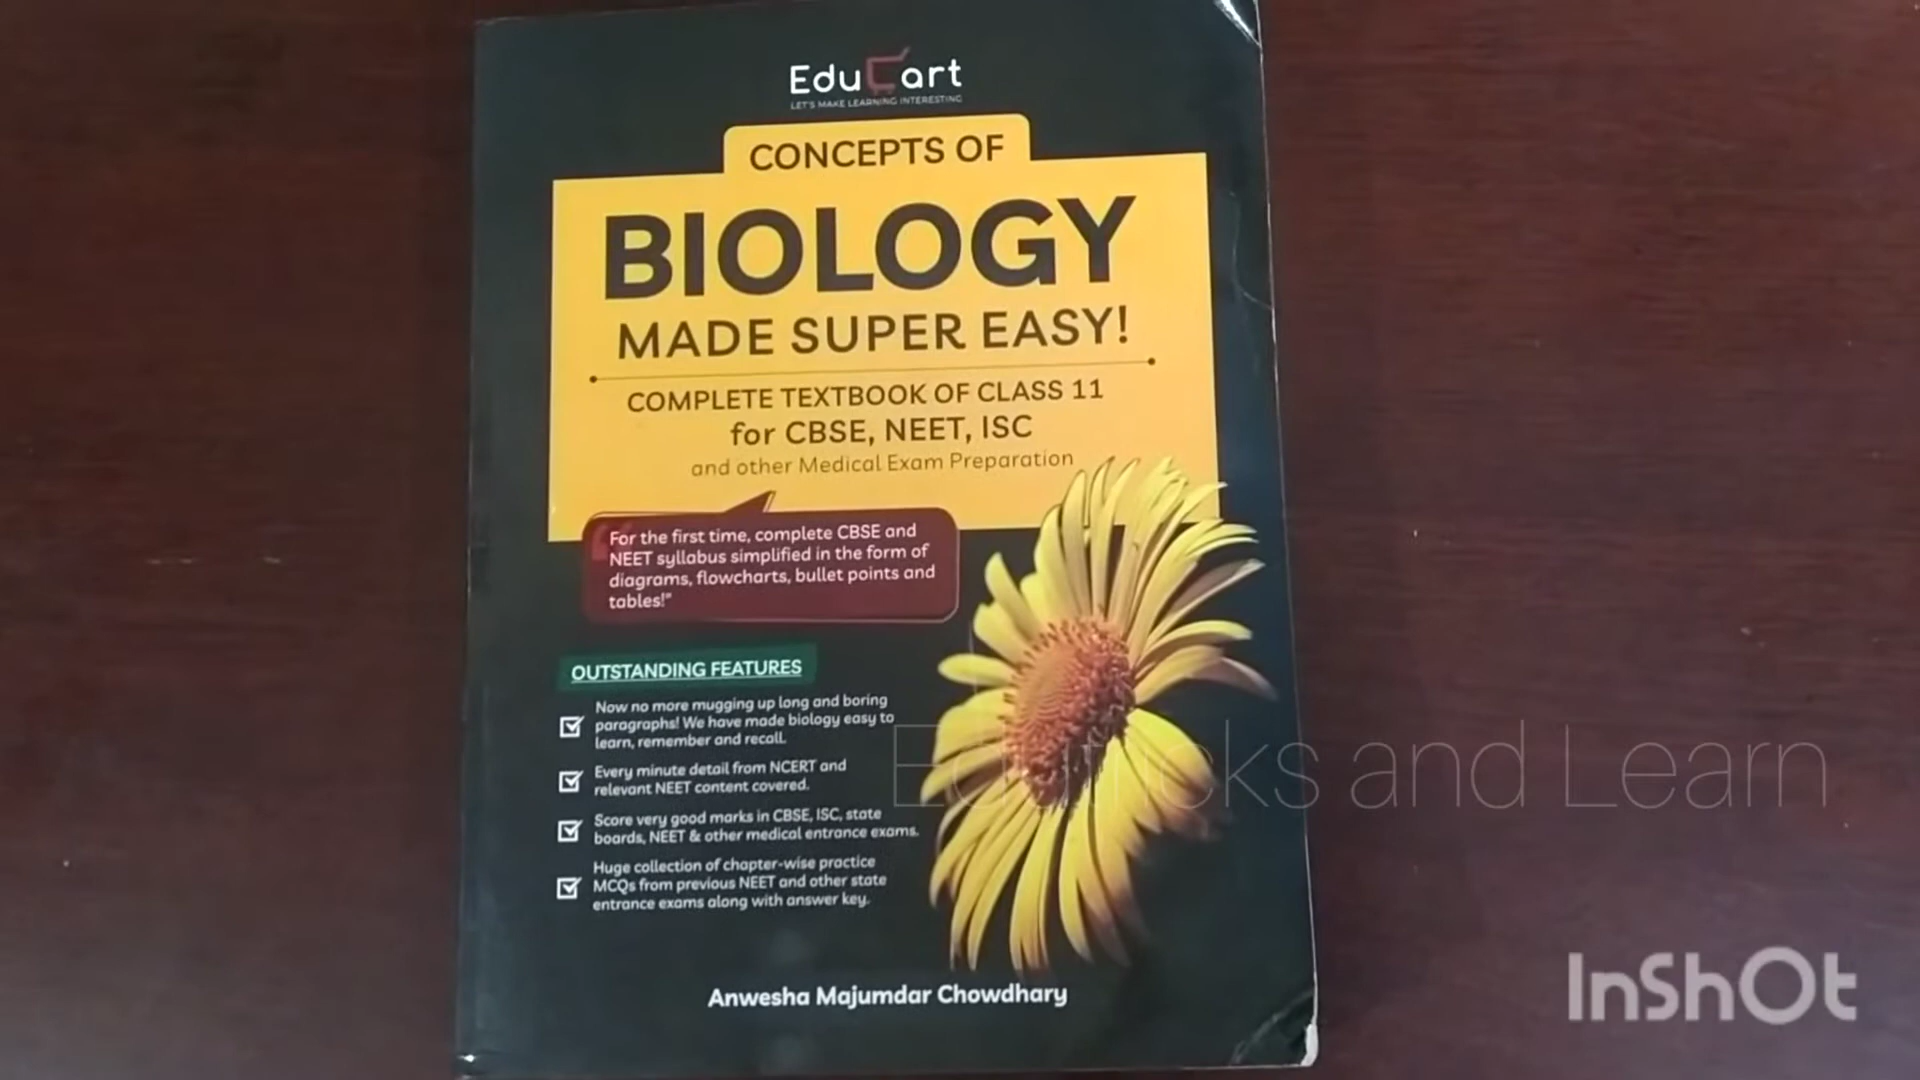 EduCart
LET'S MAKE LEARNING INTERESTING
CONCEPTS OF
BIOLOGY
MADE SUPER EASY!
COMPLETE TEXTBOOK OF CLASS 11
for CBSE, NEET, ISC
and other Medical Exam Preparation
"For the first time, complete CBSE and
NEET syllabus simplified in the form of
diagrams, flowcharts, bullet points and
tables!"
OUTSTANDING FEATURES
Now no more mugging up long and boring
paragraphs! We have made biology easy to
learn, remember and recall.
Every minute detail from NCERT and
relevant NEET content covered.
Score very good marks in CBSE, ISC, state
boards, NEET & other medical entrance exams.
Huge collection of chapter-wise practice
MCQs from previous NEET and other state
entrance exams along with answer key.
Anwesha Majumdar Chowdhary
and Learn
InShOt